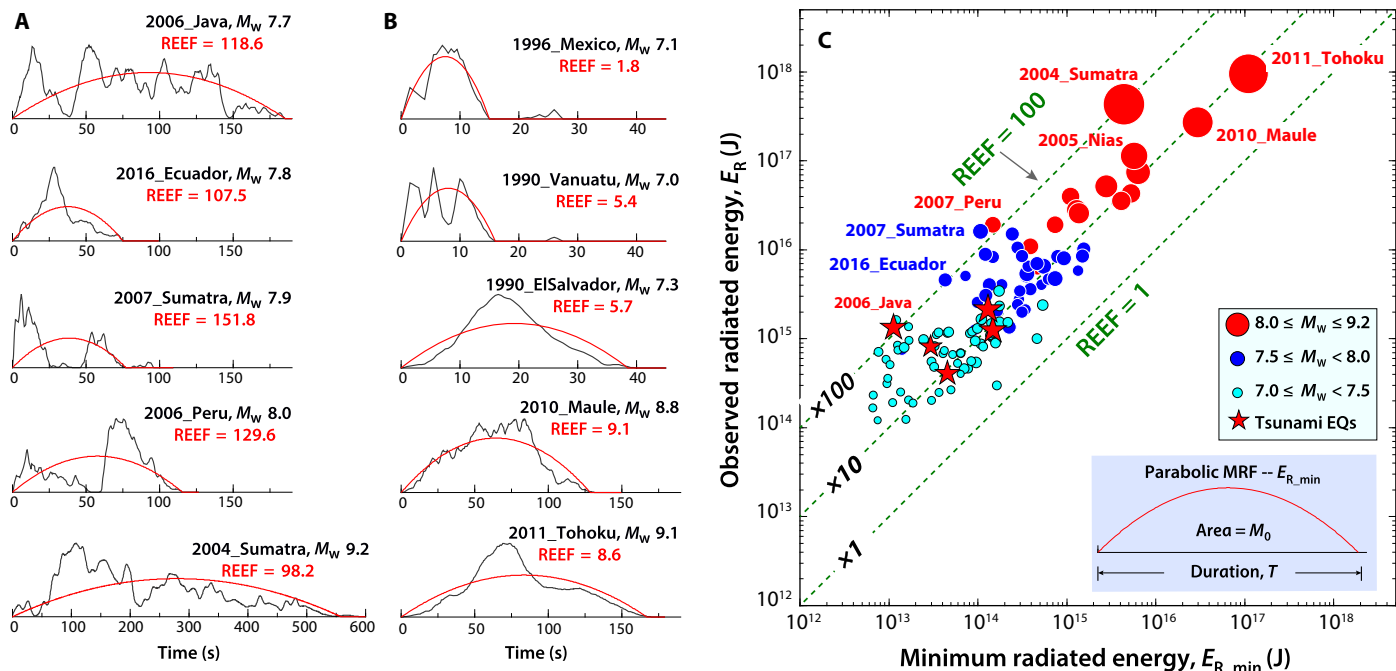 A
2006_Java, Mw 7.7
REEF = 118.6
0 50 100 150
2016_Ecuador, Mw 7.8
REEF = 107.5
0 50 100 150
2007_Sumatra, Mw 7.9
REEF = 151.8
0 50 100 150
2006_Peru, Mw 8.0
REEF = 129.6
0 50 100 150
2004_Sumatra, Mw 9.2
REEF = 98.2
0 100 200 300 400 500 600
Time (s)
B
1996_Mexico, Mw 7.1
REEF = 1.8
0 10 20 30 40
1990_Vanuatu, Mw 7.0
REEF = 5.4
0 10 20 30 40
1990_ElSalvador, Mw 7.3
REEF = 5.7
0 10 20 30 40
2010_Maule, Mw 8.8
REEF = 9.1
0 50 100 150
2011_Tohoku, Mw 9.1
REEF = 8.6
0 50 100 150
Time (s)
C
Observed radiated energy, ER (J)
10^18
10^17
10^16
10^15
10^14
10^13
10^12
2004_Sumatra
2011_Tohoku
REEF = 100
2005_Nias
2010_Maule
2007_Peru
2007_Sumatra
2016_Ecuador
2006_Java
REEF = 1
×100
×10
×1
8.0 ≤ Mw ≤ 9.2
7.5 ≤ Mw < 8.0
7.0 ≤ Mw < 7.5
Tsunami EQs
Parabolic MRF -- ER_min
Area = M0
Duration, T
10^12 10^13 10^14 10^15 10^16 10^17 10^18
Minimum radiated energy, ER_min (J)